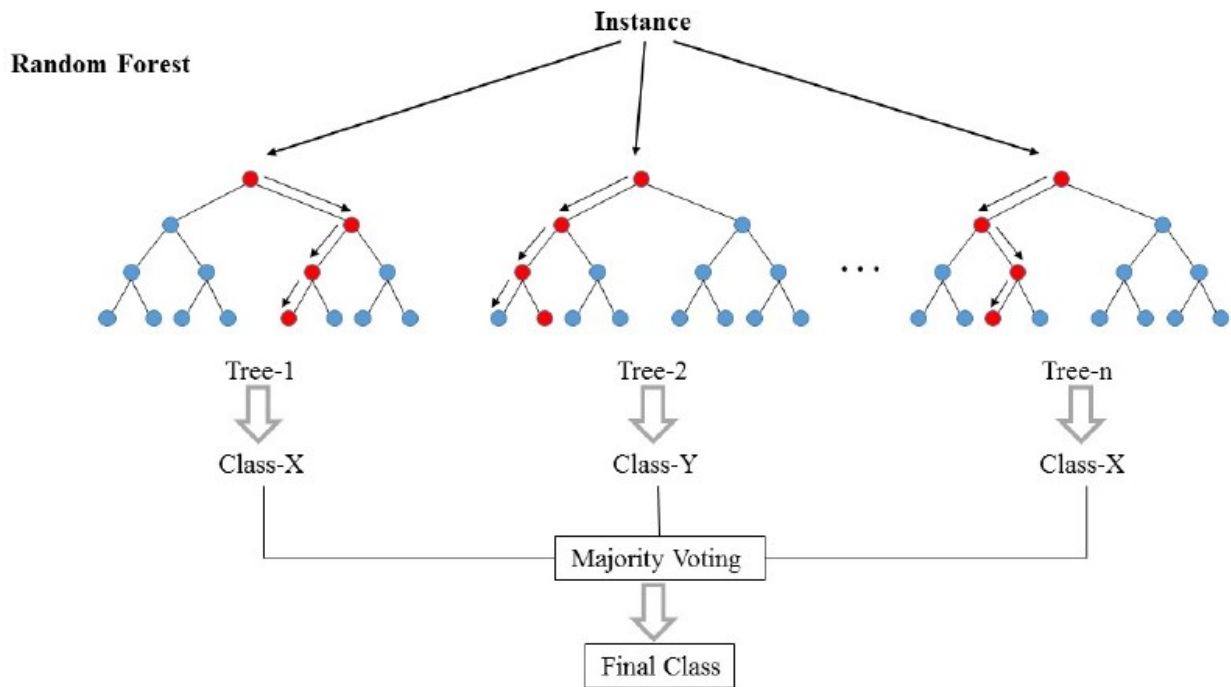 Instance
Random Forest
...
Tree-1
Tree-2
Tree-n
Class-X
Class-Y
Class-X
Majority Voting
Final Class